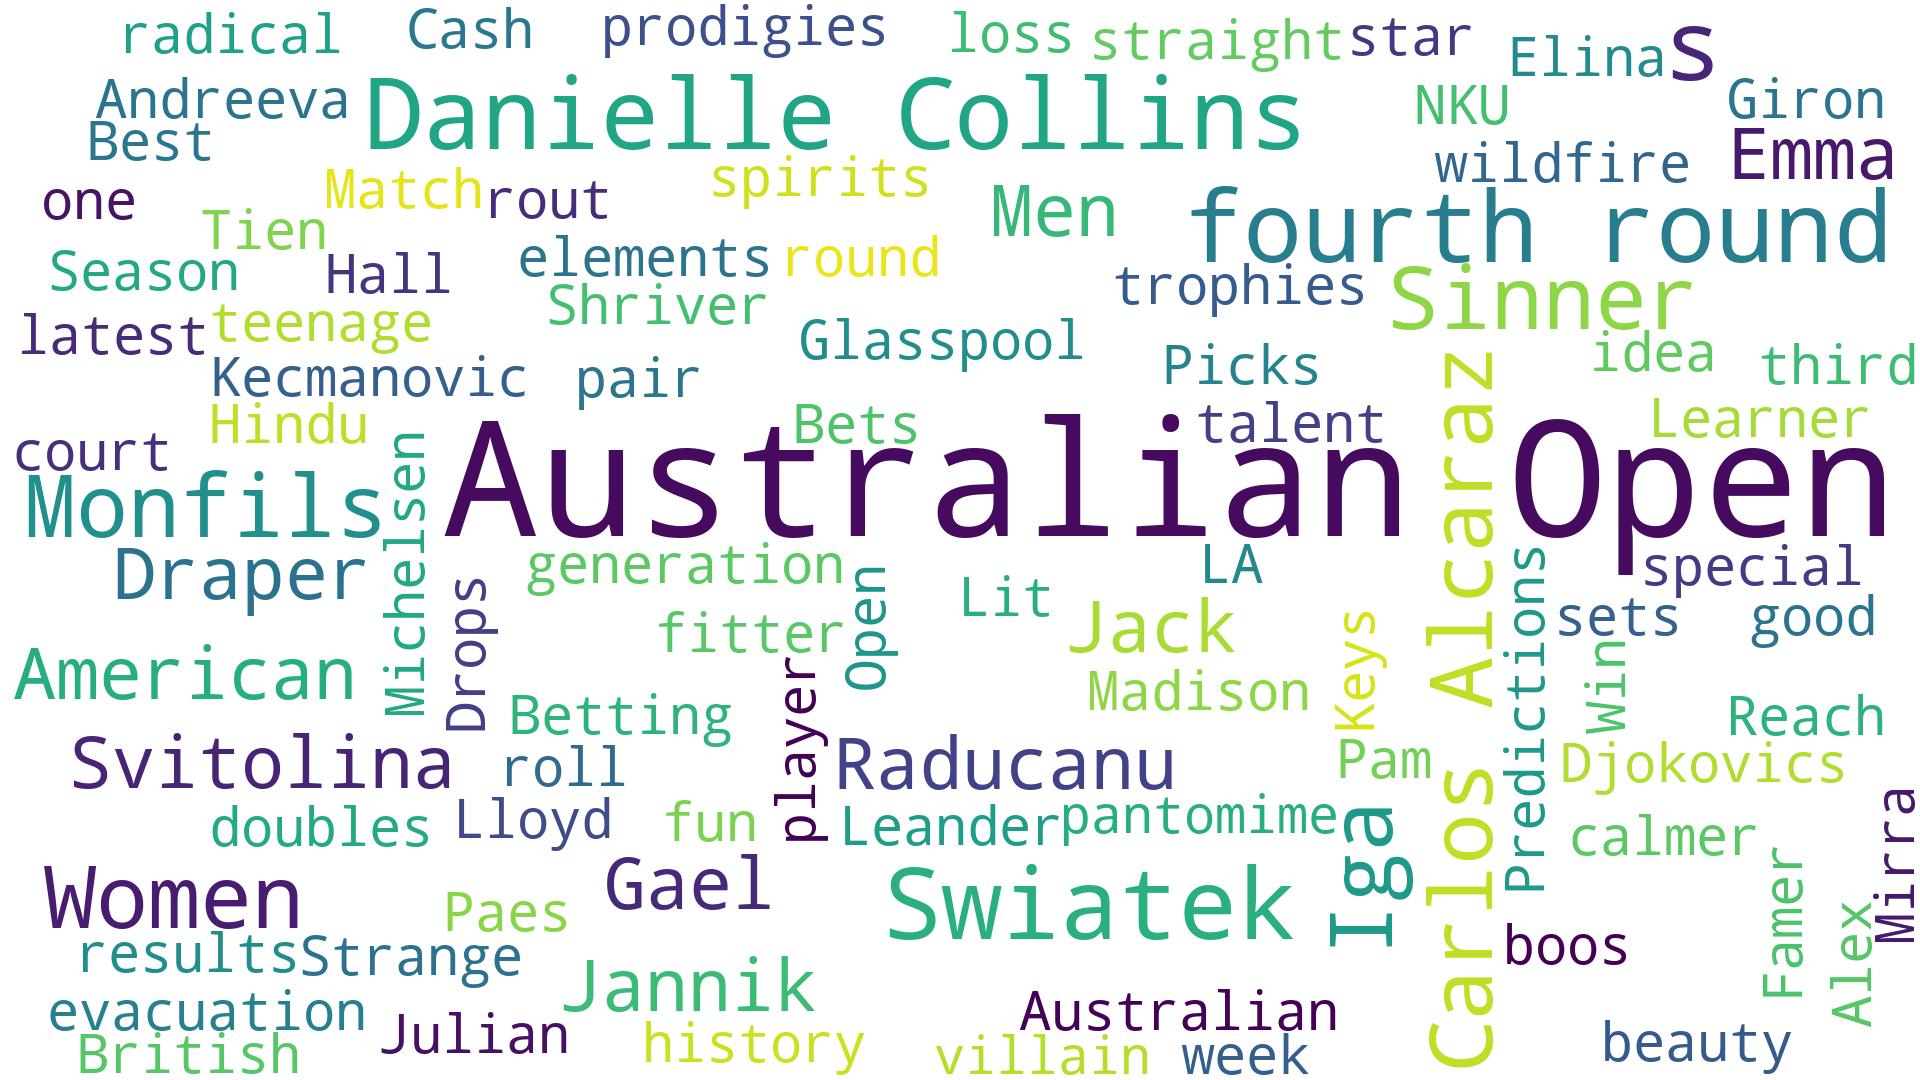 radical
Cash
prodigies
loss
straight
star
Elina
s
Andreeva
Danielle Collins
NKU
Giron
Best
wildfire
Emma
one
Match
rout
spirits
Men
fourth round
Tien
Season
Hall
elements
round
trophies
Sinner
latest
teenage
Shriver
Glasspool
Picks
idea
third
Kecmanovic
pair
Hindu
Bets
talent
Learner
court
Monfils
Michelsen
Australian Open
Carlos Alcaraz
Draper
generation
Open
Lit
LA
special
Drops
fitter
Jack
Keys
Predictions
sets
good
American
player
Madison
Win
Reach
Betting
Svitolina
roll
Raducanu
Pam
Djokovics
doubles
Lloyd
fun
Leander
pantomime
Iga
calmer
Mirra
Women
Paes
Gael
Swiatek
boos
Famer
Alex
results
Strange
Jannik
evacuation
Julian
Australian
British
history
villain
week
beauty